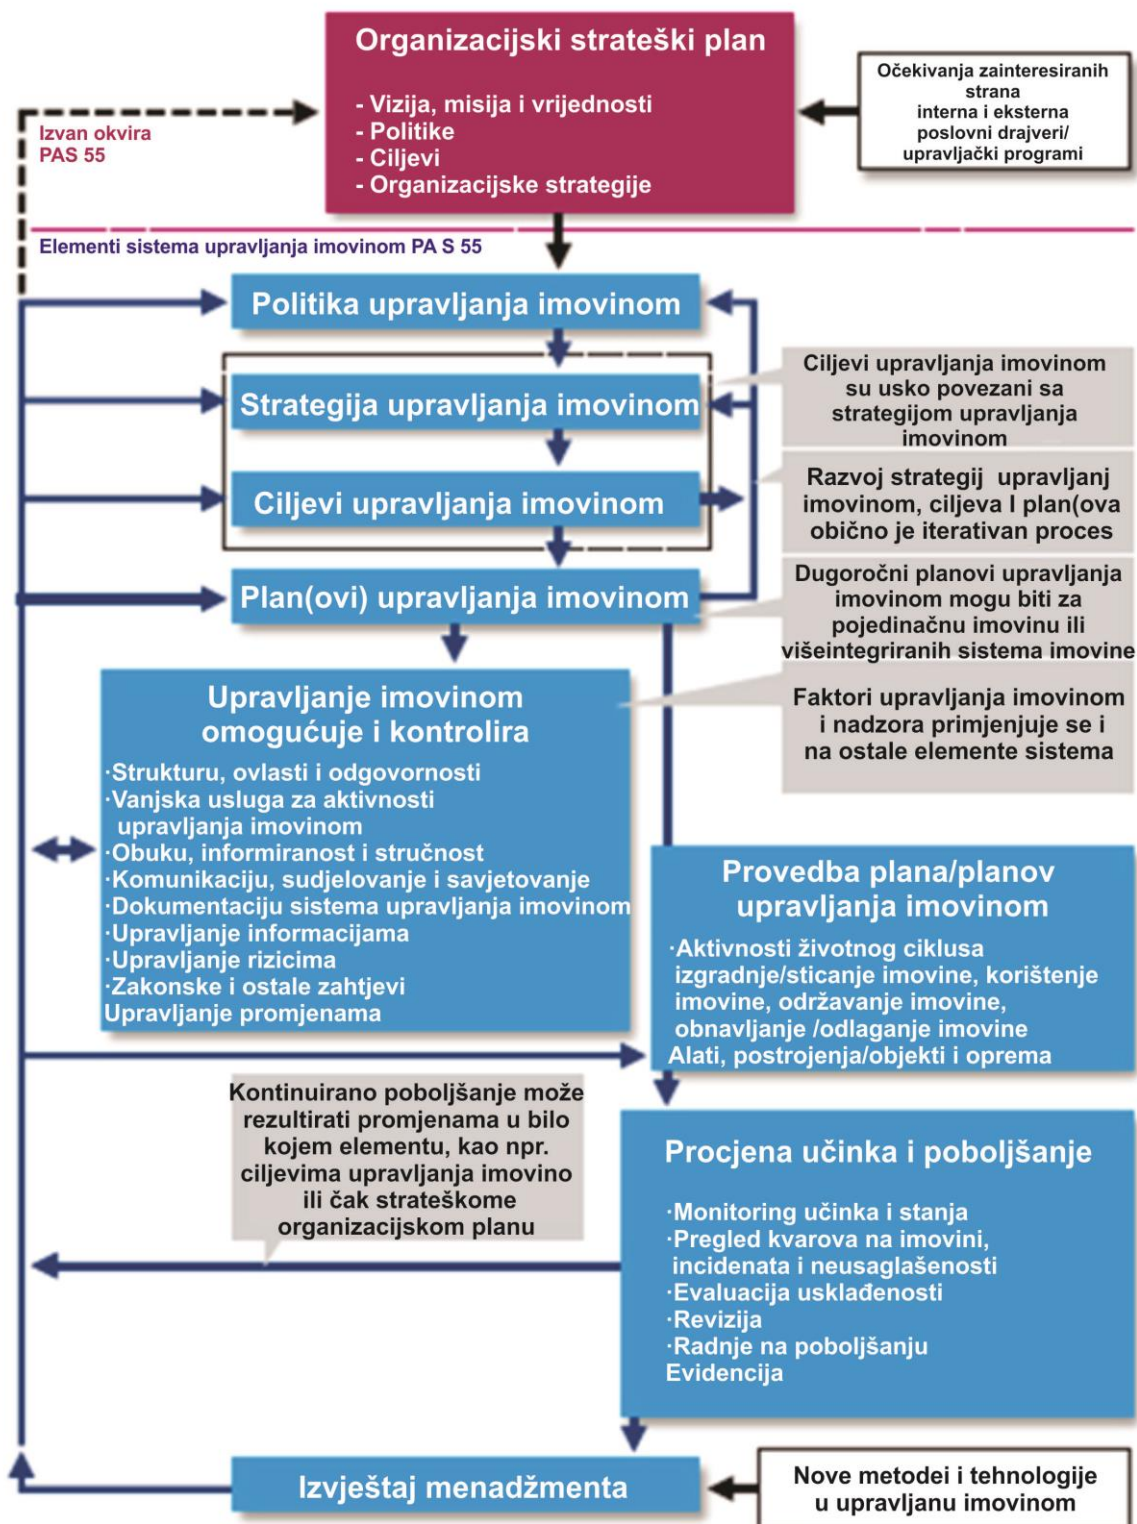 Organizacijski strateški plan
- Vizija, misija i vrijednosti
- Politike
- Ciljevi
- Organizacijske strategije
Očekivanja zainteresiranih
strana
interna i eksterna
poslovni drajveri/
upravljački programi
Izvan okvira
PAS 55
Elementi sistema upravljanja imovinom PA S 55
Politika upravljanja imovinom
Strategija upravljanja imovinom
Ciljevi upravljanja imovinom
Plan(ovi) upravljanja imovinom
Ciljevi upravljanja imovinom
su usko povezani sa
strategijom upravljanja
imovinom
Razvoj strategij upravljanj
imovinom, ciljeva I plan(ova
obično je iterativan proces
Dugoročni planovi upravljanja
imovinom mogu biti za
pojedinačnu imovinu ili
višeintegriranih sistema imovine
Faktori upravljanja imovinom
i nadzora primjenjuje se i
na ostale elemente sistema
Upravljanje imovinom
omogućuje i kontrolira
·Strukturu, ovlasti i odgovornosti
·Vanjska usluga za aktivnosti
upravljanja imovinom
·Obuku, informiranost i stručnost
·Komunikaciju, sudjelovanje i savjetovanje
·Dokumentaciju sistema upravljanja imovinom
·Upravljanje informacijama
·Upravljanje rizicima
·Zakonske i ostale zahtjevi
Upravljanje promjenama
Provedba plana/planov
upravljanja imovinom
·Aktivnosti životnog ciklusa
izgradnje/sticanje imovine, korištenje
imovine, održavanje imovine,
obnavljanje /odlaganje imovine
Alati, postrojenja/objekti i oprema
Kontinuirano poboljšanje može
rezultirati promjenama u bilo
kojem elementu, kao npr.
ciljevima upravljanja imovino
ili čak strateškome
organizacijskom planu
Procjena učinka i poboljšanje
·Monitoring učinka i stanja
·Pregled kvarova na imovini,
incidenata i neusaglašenosti
·Evaluacija usklađenosti
·Revizija
·Radnje na poboljšanju
Evidencija
Izvještaj menadžmenta
Nove metodei i tehnologije
u upravljanu imovinom